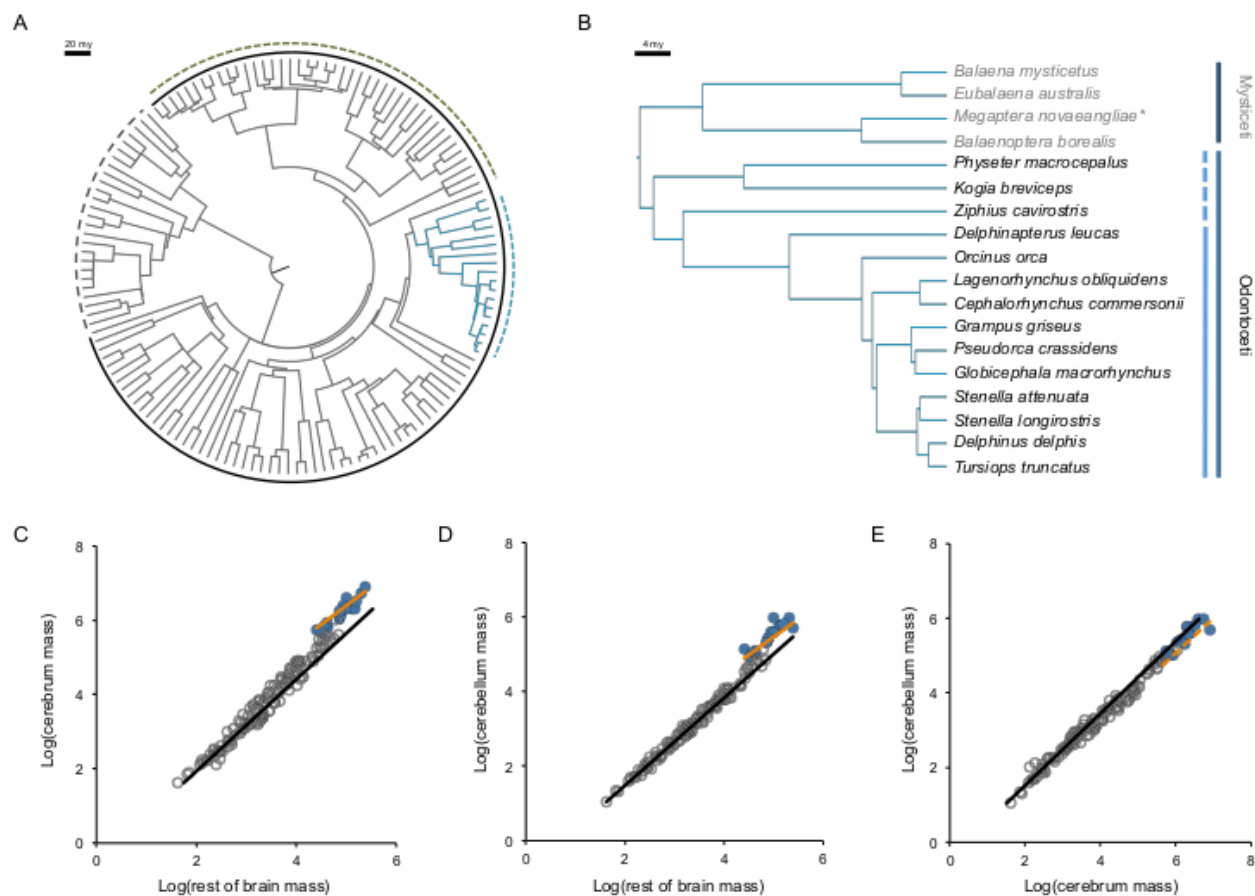 A
20 my
B
4 my
Balaena mysticetus
Eubalaena australis
Megaptera novaeangliae*
Balaenoptera borealis
Physeter macrocepalus
Kogia breviceps
Ziphius cavirostris
Delphinapterus leucas
Orcinus orca
Lagenorhynchus obliquidens
Cephalorhynchus commersonii
Grampus griseus
Pseudorca crassidens
Globicephala macrorhynchus
Stenella attenuata
Stenella longirostris
Delphinus delphis
Tursiops truncatus
Mysticeti
Odontoceti
C
8
6
4
2
0
0 2 4 6
Log(cerebrum mass)
Log(rest of brain mass)
D
8
6
4
2
0
0 2 4 6
Log(cerebellum mass)
Log(rest of brain mass)
E
8
6
4
2
0
0 2 4 6 8
Log(cerebellum mass)
Log(cerebrum mass)